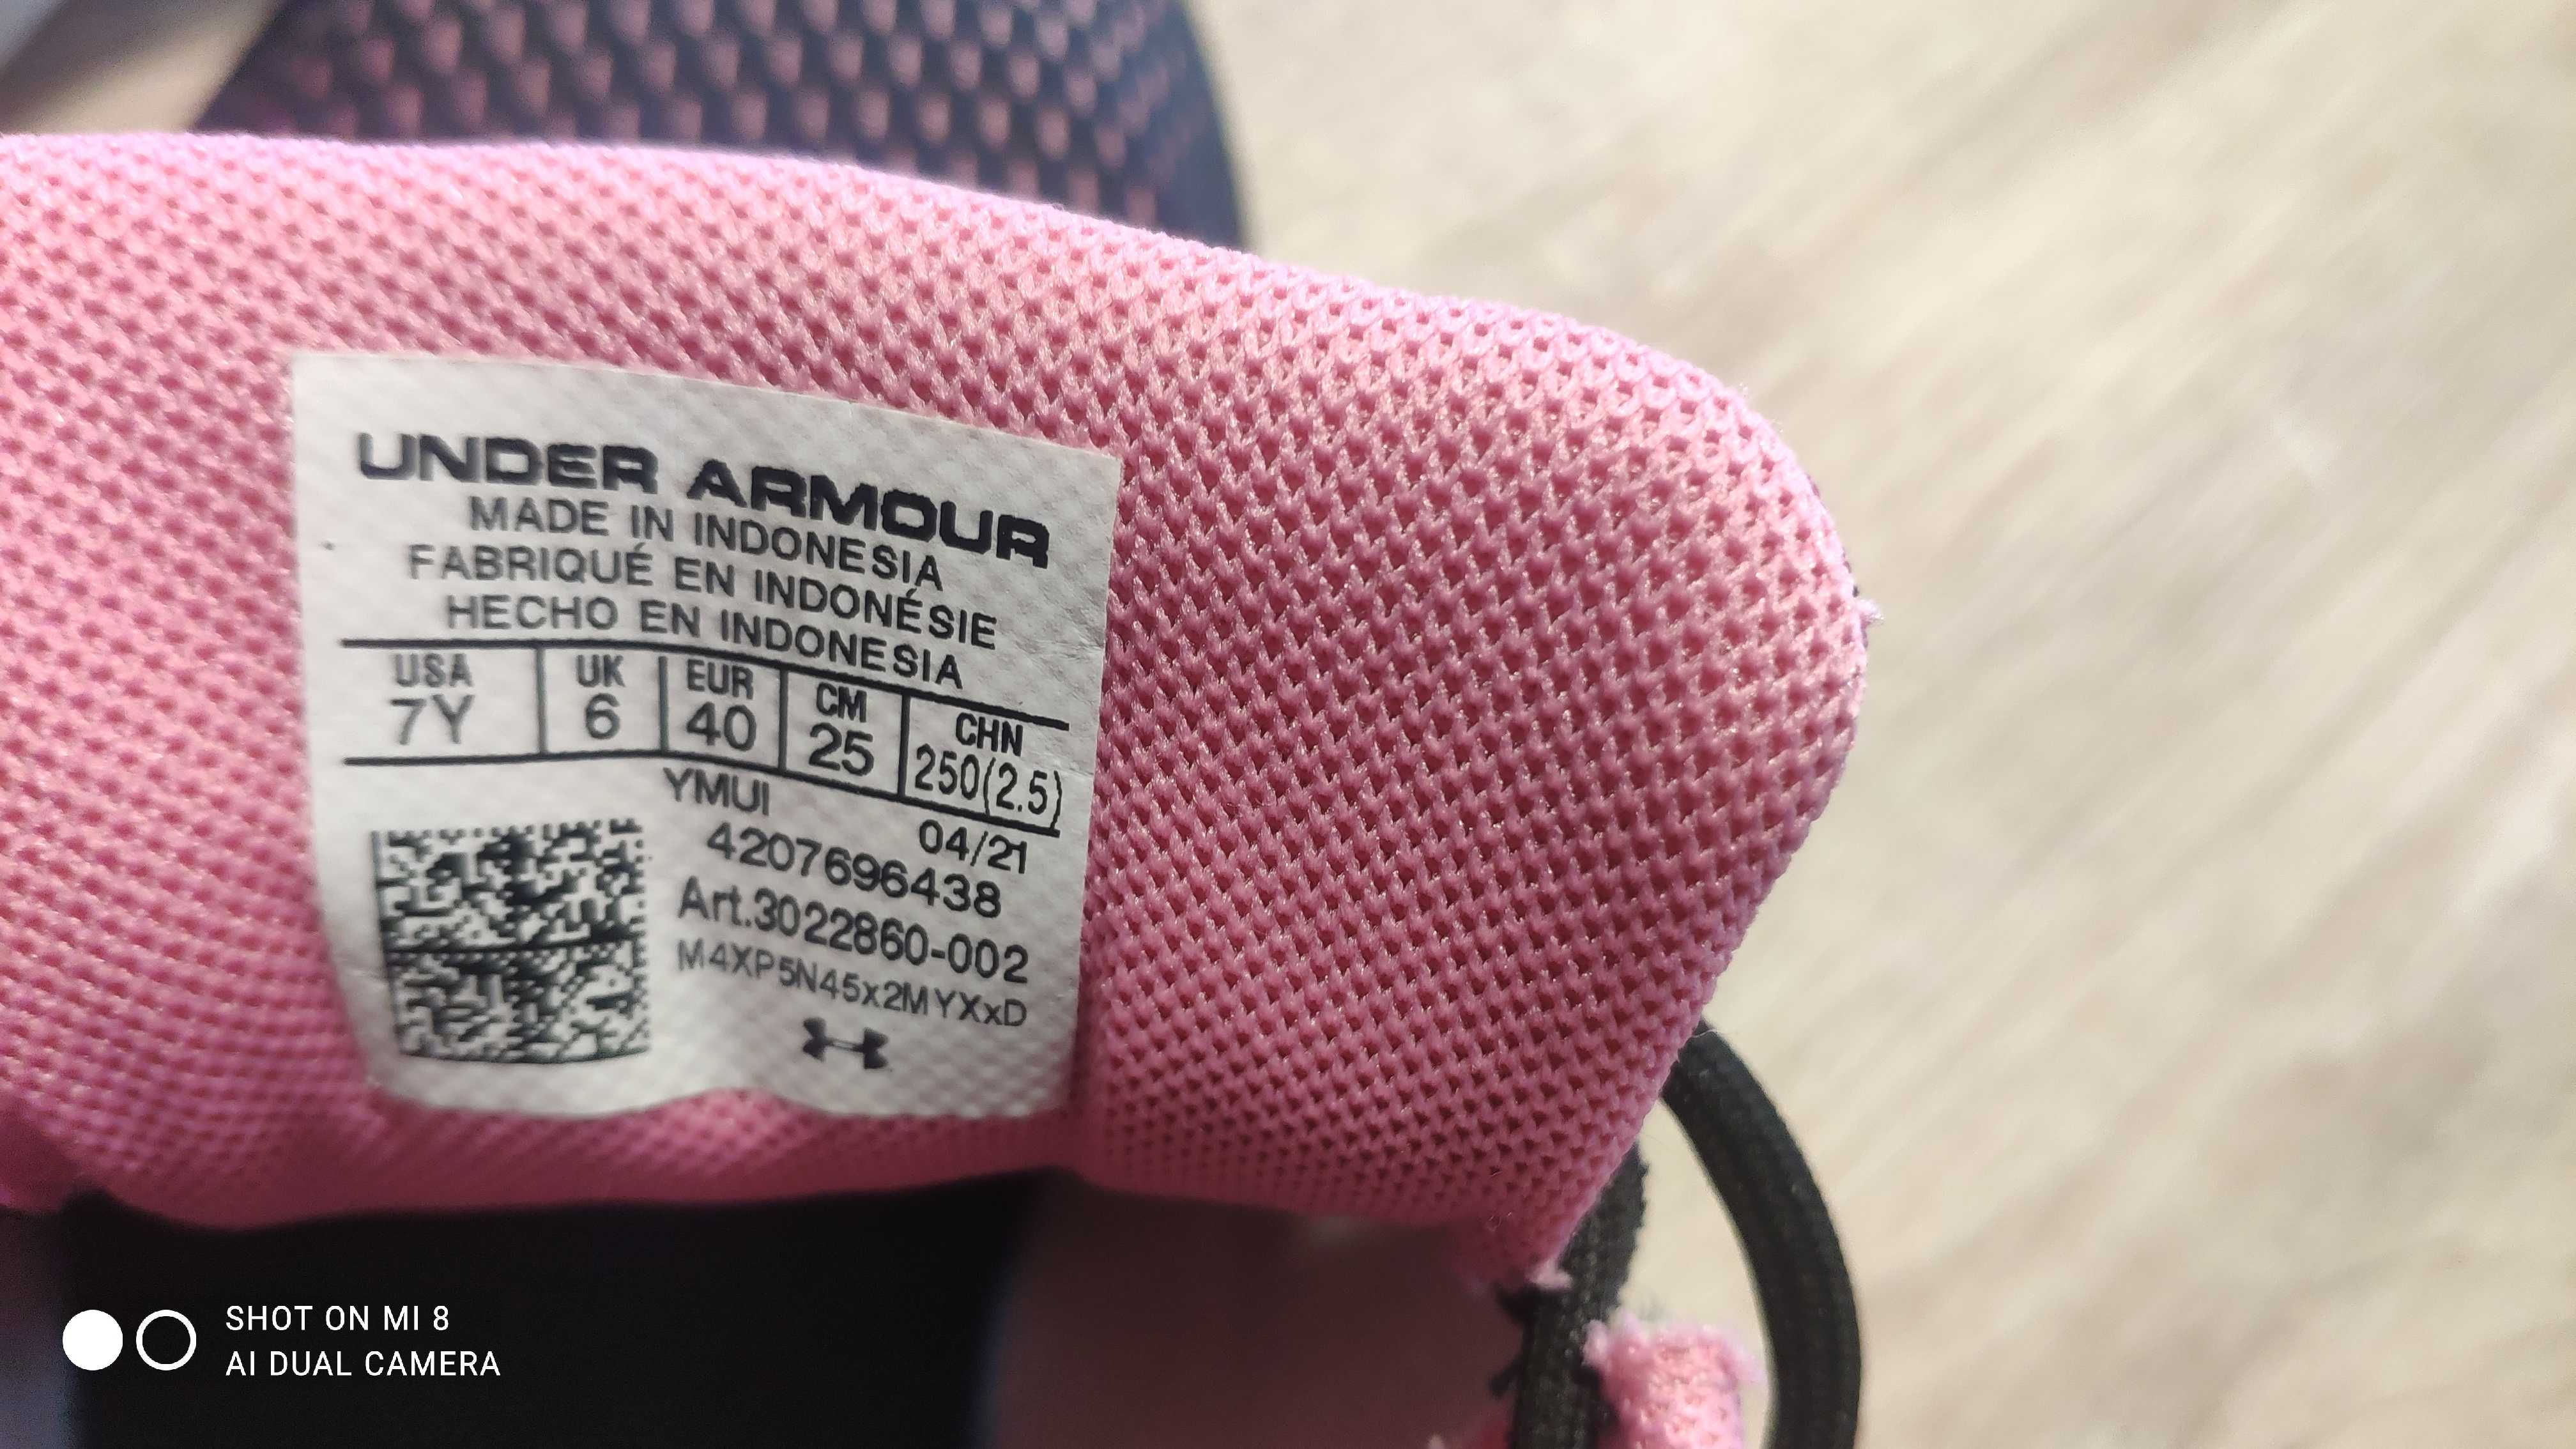 UNDER ARMOUR
MADE IN INDONESIA
FABRIQUÉ EN INDONÉSIE
HECHO EN INDONESIA
USA UK EUR CM CHN
7Y 6 40 25 250(2.5)
YMUI 04/21
4207696438
Art.3022860-002
M4XP5N45x2MYXxD
SHOT ON MI 8
AI DUAL CAMERA